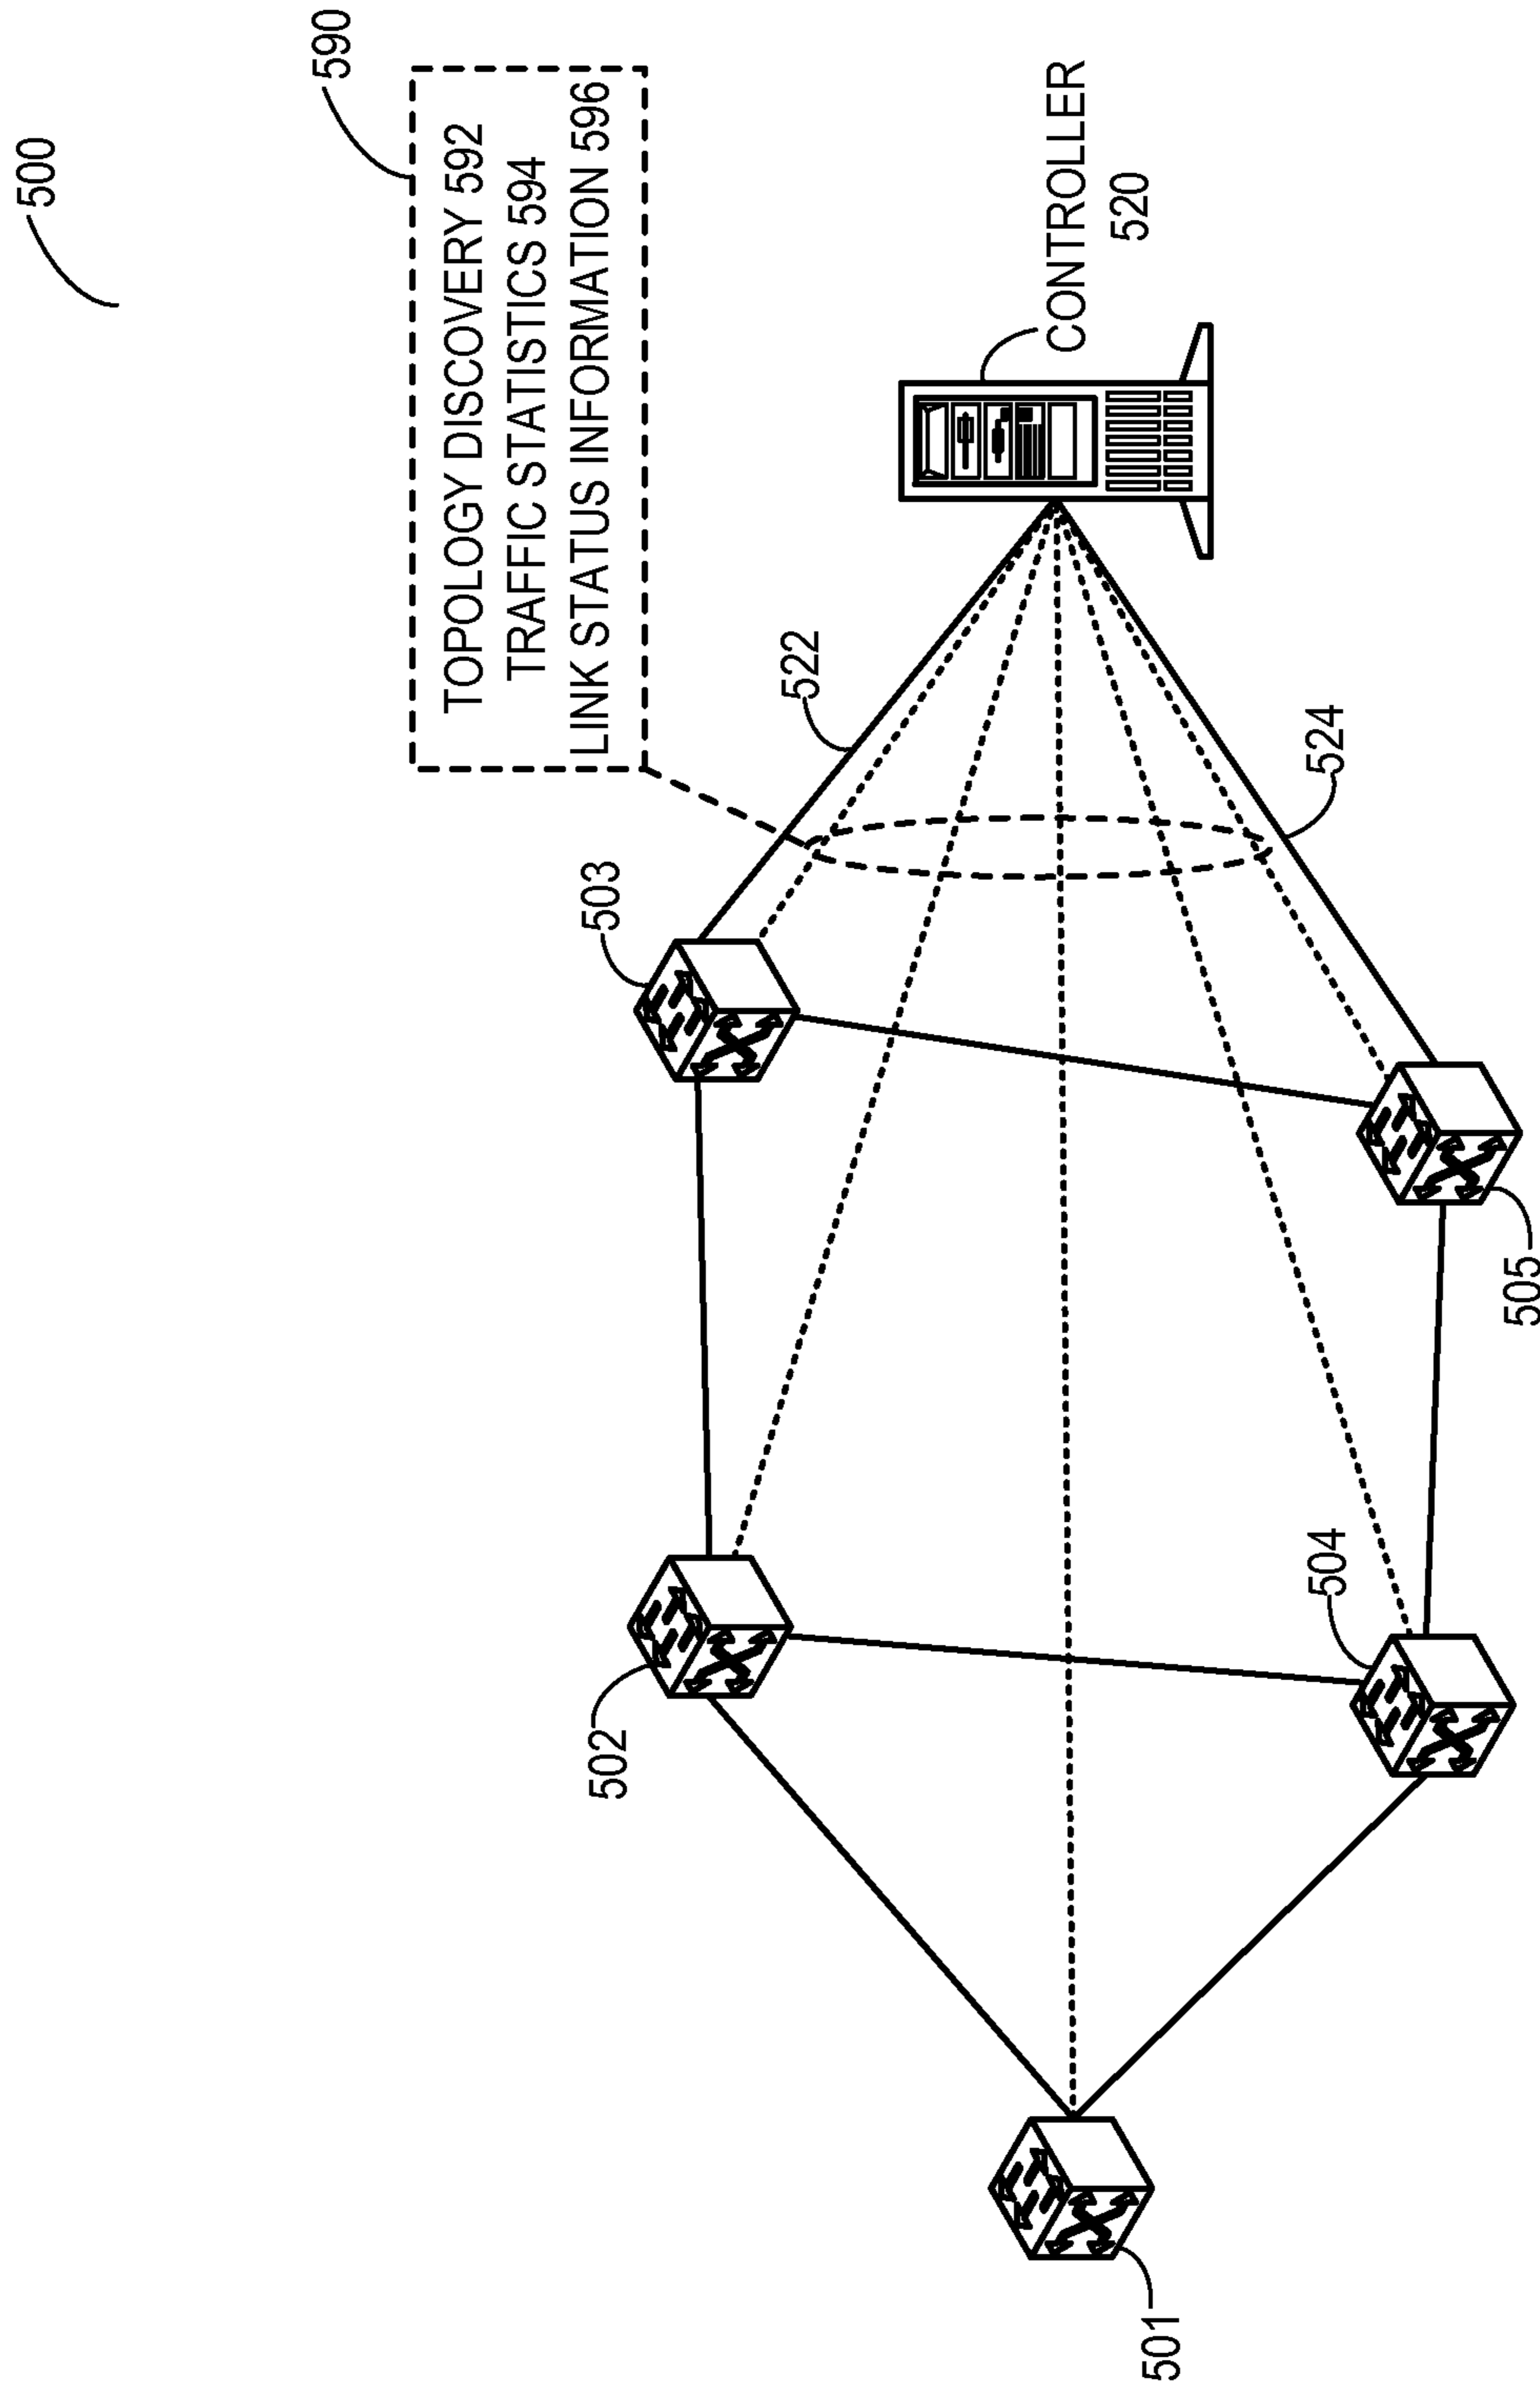 500
590
TOPOLOGY DISCOVERY 592
TRAFFIC STATISTICS 594
LINK STATUS INFORMATION 596
503
522
502
CONTROLLER
520
501
504
524
505